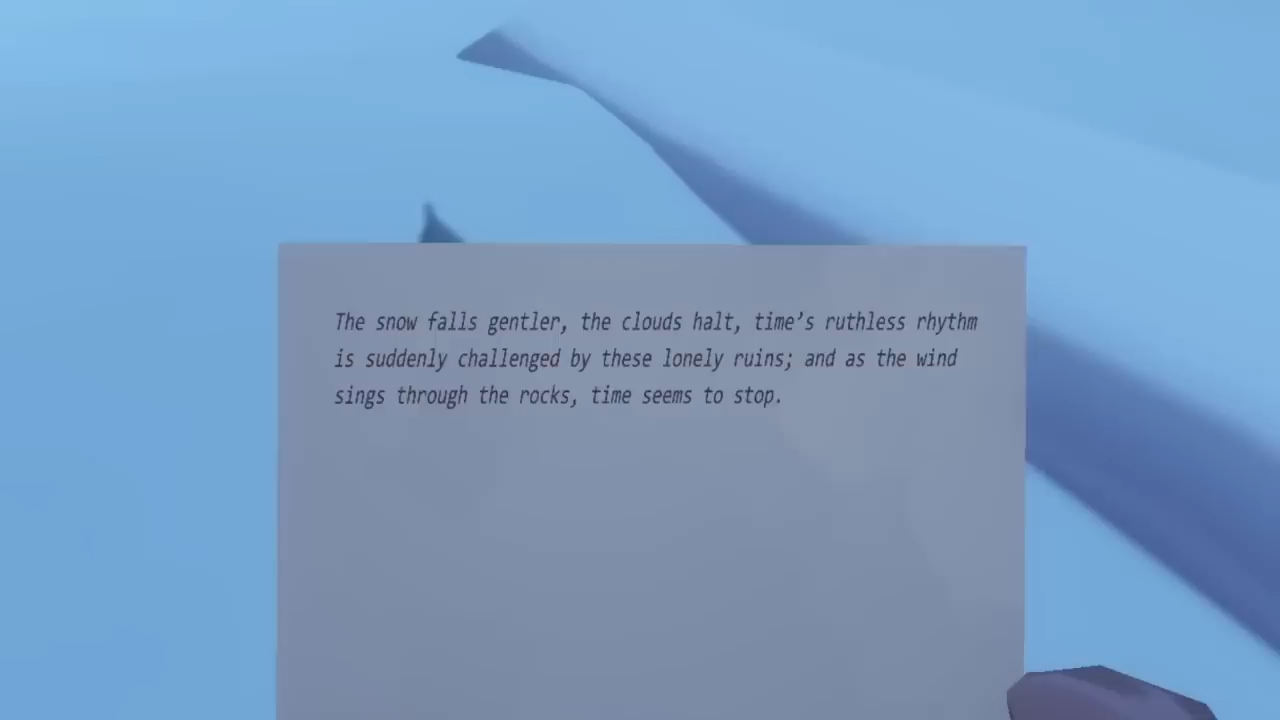 The snow falls gentler, the clouds halt, time’s ruthless rhythm
is suddenly challenged by these lonely ruins; and as the wind
sings through the rocks, time seems to stop.